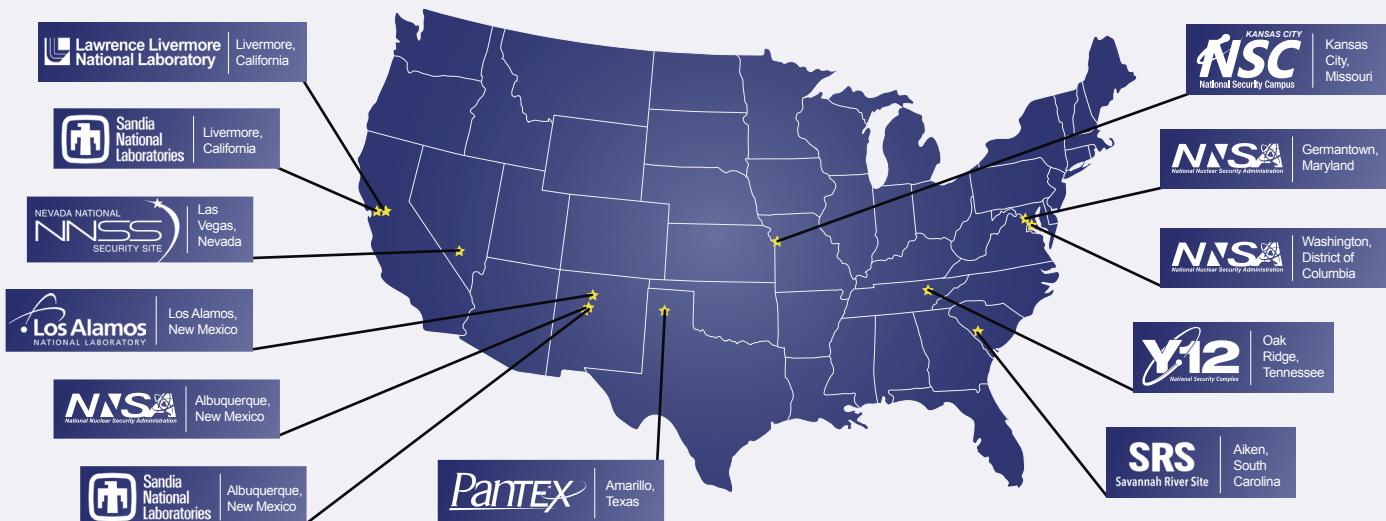 Lawrence Livermore
National Laboratory
Livermore,
California
Sandia
National
Laboratories
Livermore,
California
NEVADA NATIONAL
NNSS
SECURITY SITE
Las
Vegas,
Nevada
Los Alamos
NATIONAL LABORATORY
Los Alamos,
New Mexico
NNSA
National Nuclear Security Administration
Albuquerque,
New Mexico
Sandia
National
Laboratories
Albuquerque,
New Mexico
PANTEX
Amarillo,
Texas
KANSAS CITY
NSC
National Security Campus
Kansas
City,
Missouri
NNSA
National Nuclear Security Administration
Germantown,
Maryland
NNSA
National Nuclear Security Administration
Washington,
District of
Columbia
Y-12
National Security Complex
Oak
Ridge,
Tennessee
SRS
Savannah River Site
Aiken,
South
Carolina